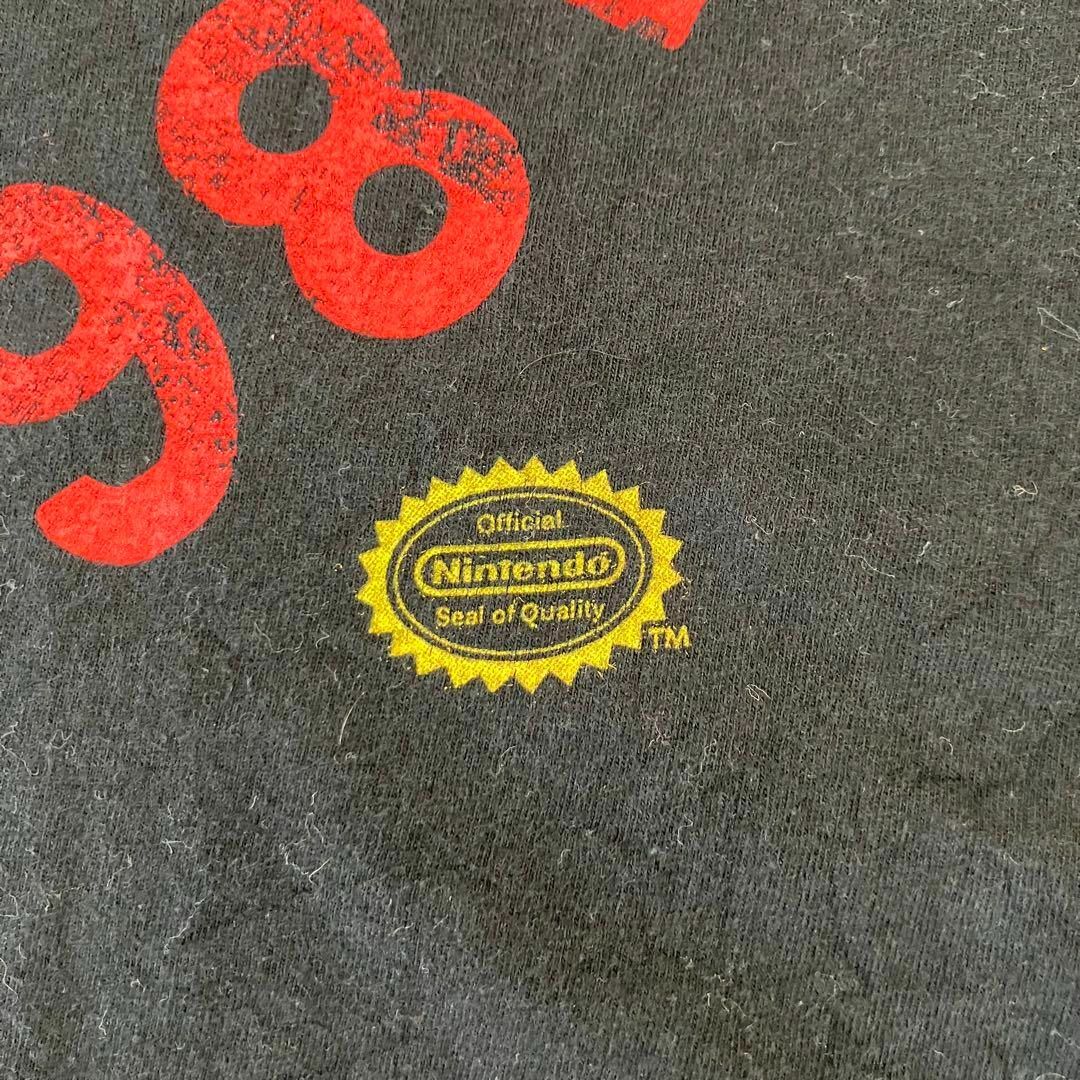 98
Official
Nintendo
Seal of Quality
TM